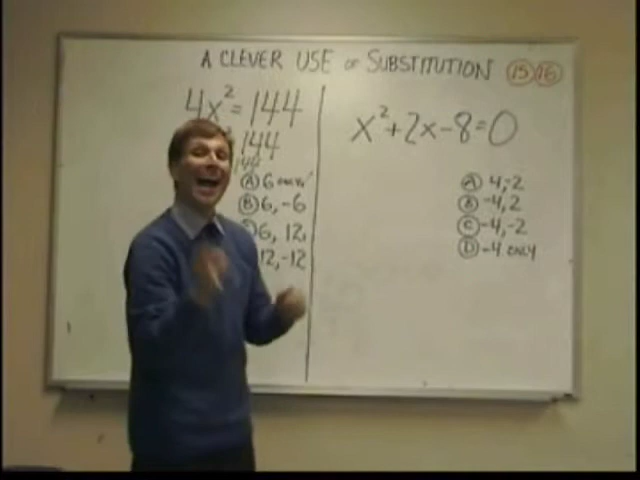 A CLEVER USE OF SUBSTITUTION 15 16
4x²=144
144
144
A 6 ONLY
B 6, -6
6, 12,
12, -12
x²+2x-8=0
A 4, -2
B -4, 2
C -4, -2
D -4 ONLY